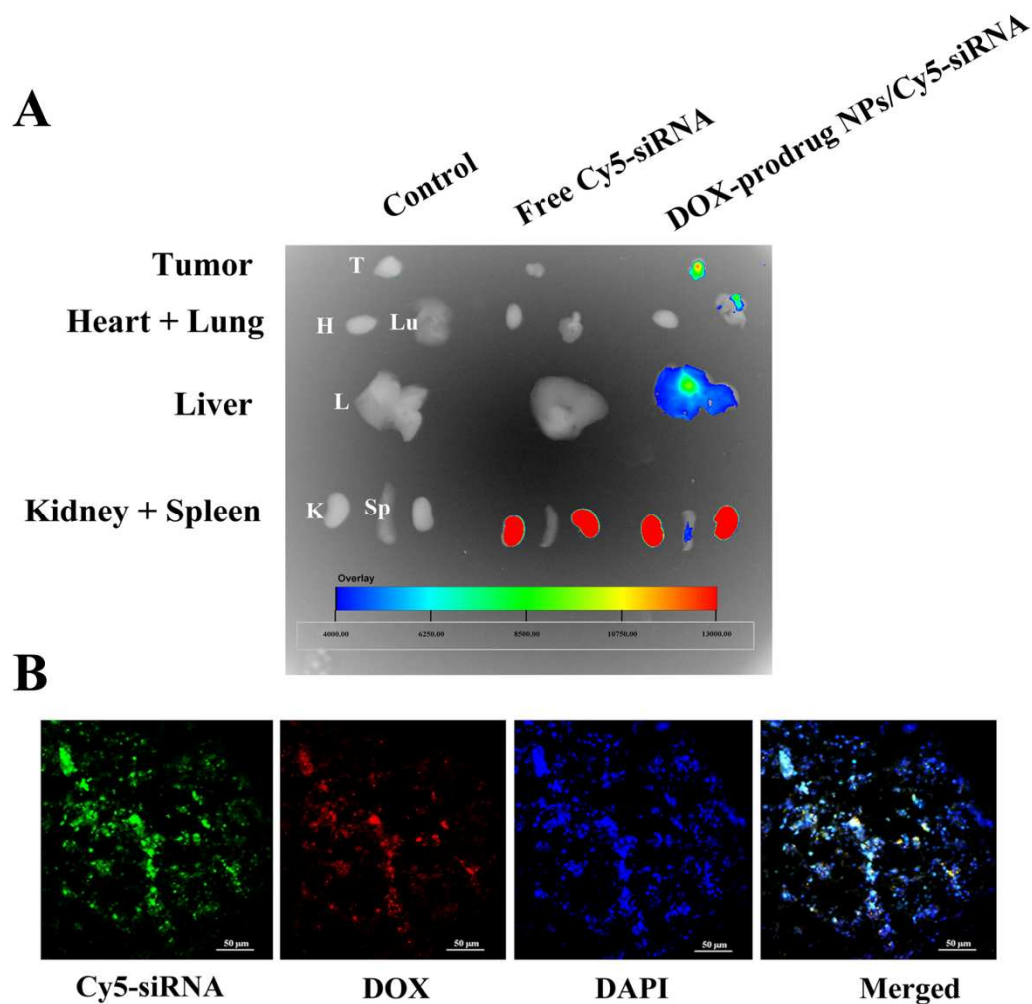 A
Control
Free Cy5-siRNA
DOX-prodrug NPs/Cy5-siRNA
Tumor
T
Heart + Lung
H
Lu
Liver
L
Kidney + Spleen
K
Sp
Overlay
4000.00 6250.00 8500.00 10750.00 13000.00
B
50 μm 50 μm 50 μm 50 μm
Cy5-siRNA DOX DAPI Merged